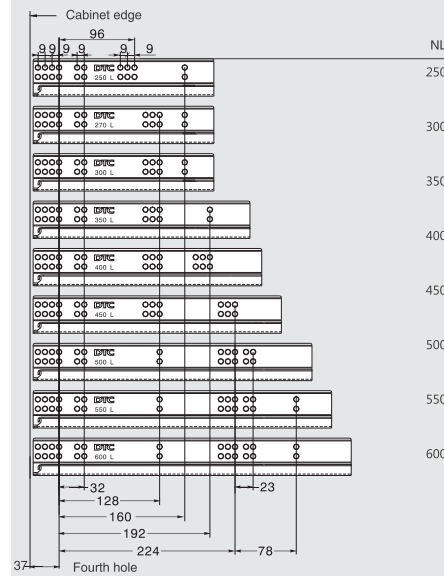 Cabinet edge
96
9 9 9 9 9 9 9
NL
DTC
250 L
250
DTC
270 L
300
DTC
300 L
350
DTC
350 L
400
DTC
400 L
450
DTC
450 L
500
DTC
500 L
550
DTC
550 L
600
DTC
600 L
32
23
128
160
192
224
78
37
Fourth hole